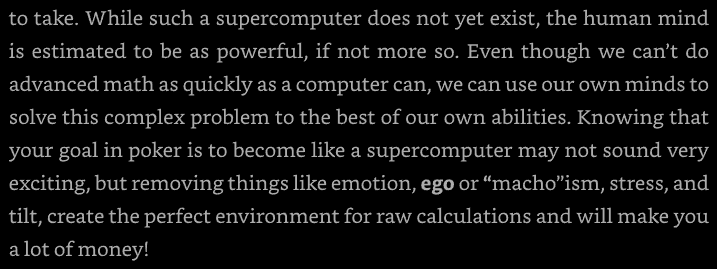 to take. While such a supercomputer does not yet exist, the human mind
is estimated to be as powerful, if not more so. Even though we can’t do
advanced math as quickly as a computer can, we can use our own minds to
solve this complex problem to the best of our own abilities. Knowing that
your goal in poker is to become like a supercomputer may not sound very
exciting, but removing things like emotion, ego or “macho”ism, stress, and
tilt, create the perfect environment for raw calculations and will make you
a lot of money!